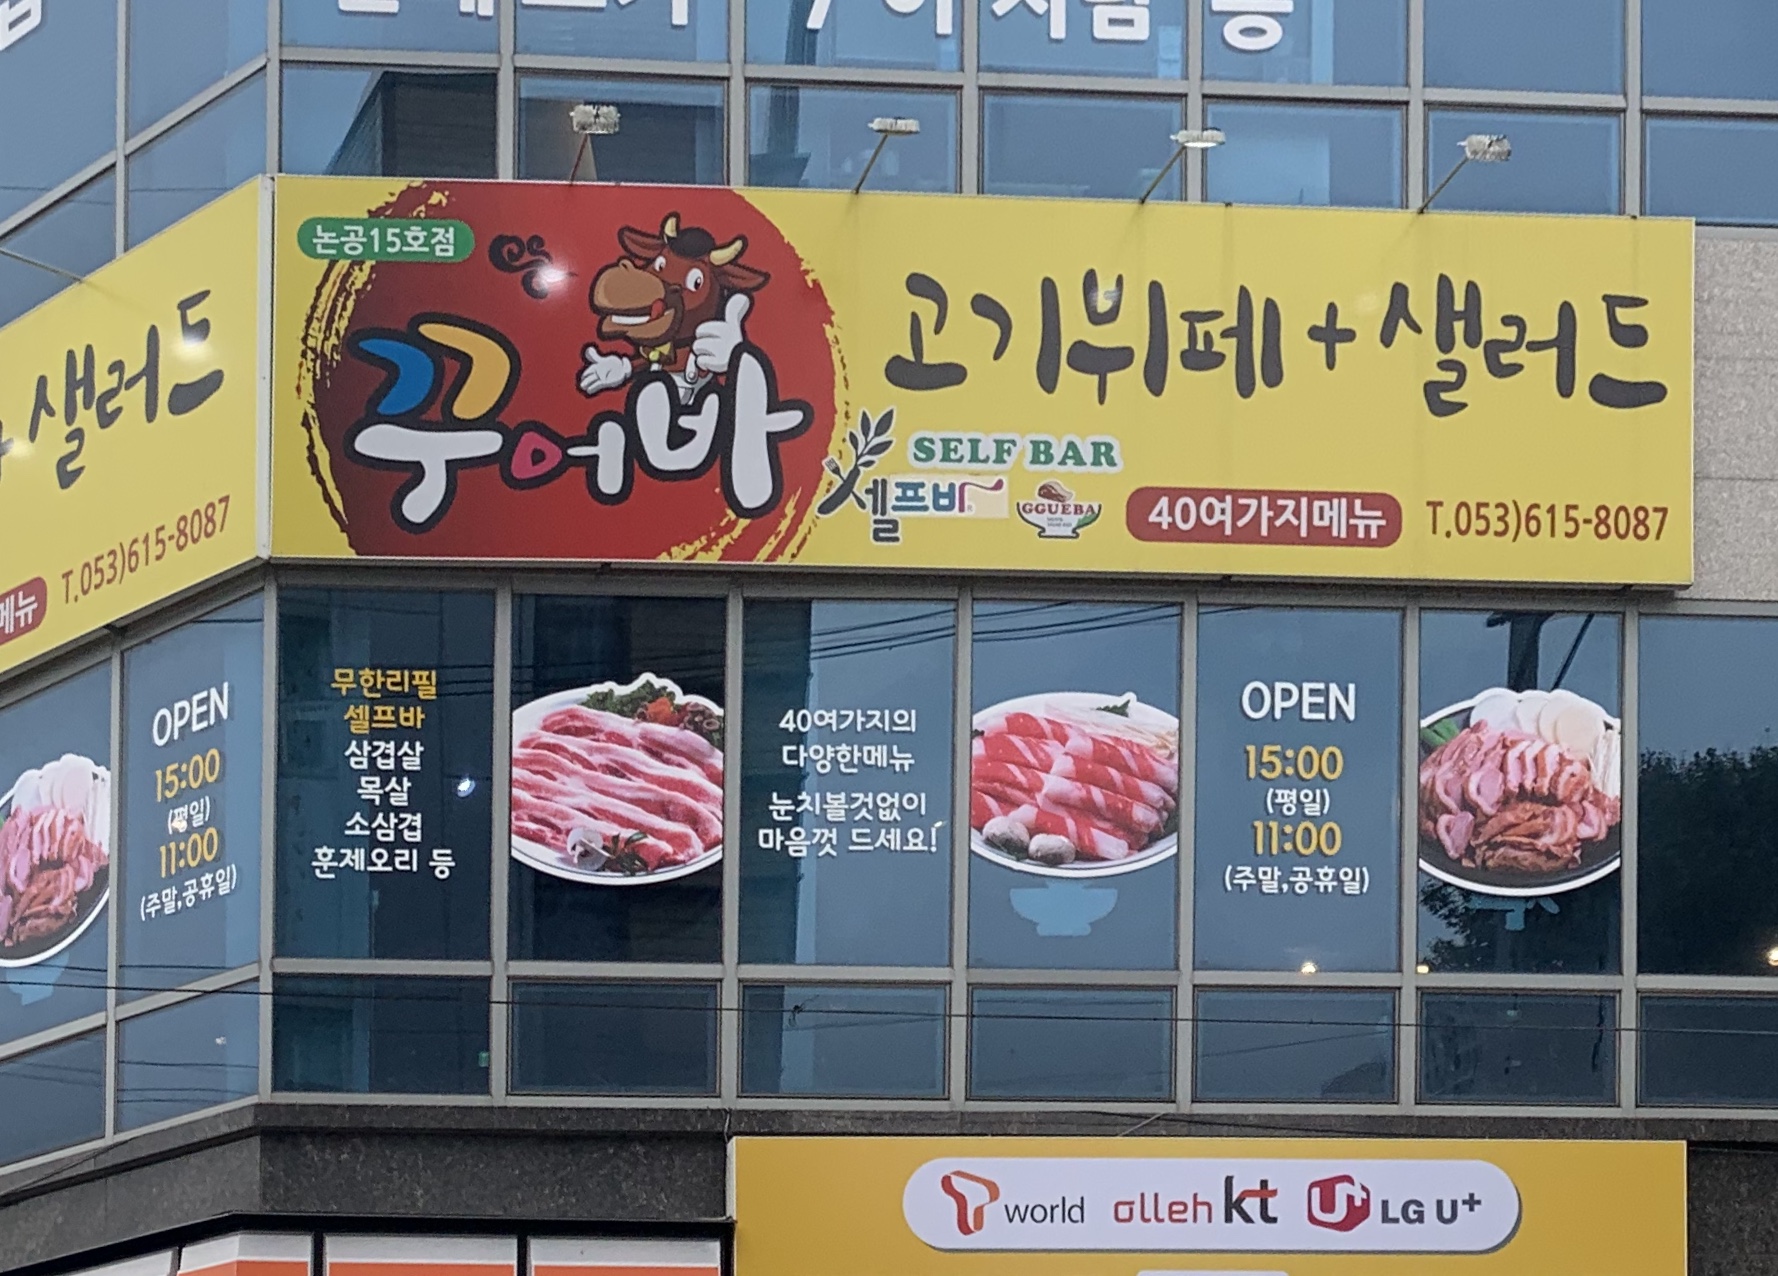 논공15호점
꾸어바
고기뷔페+샐러드
SELF BAR
셀프바
GGUEBA
40여가지메뉴
T.053)615-8087
샐러드
메뉴
T.053)615-8087
OPEN
15:00
(평일)
11:00
(주말,공휴일)
무한리필
셀프바
삼겹살
목살
소삼겹
훈제오리 등
40여가지의
다양한메뉴
눈치볼것없이
마음껏 드세요!
OPEN
15:00
(평일)
11:00
(주말,공휴일)
T world
olleh kt
LG U+